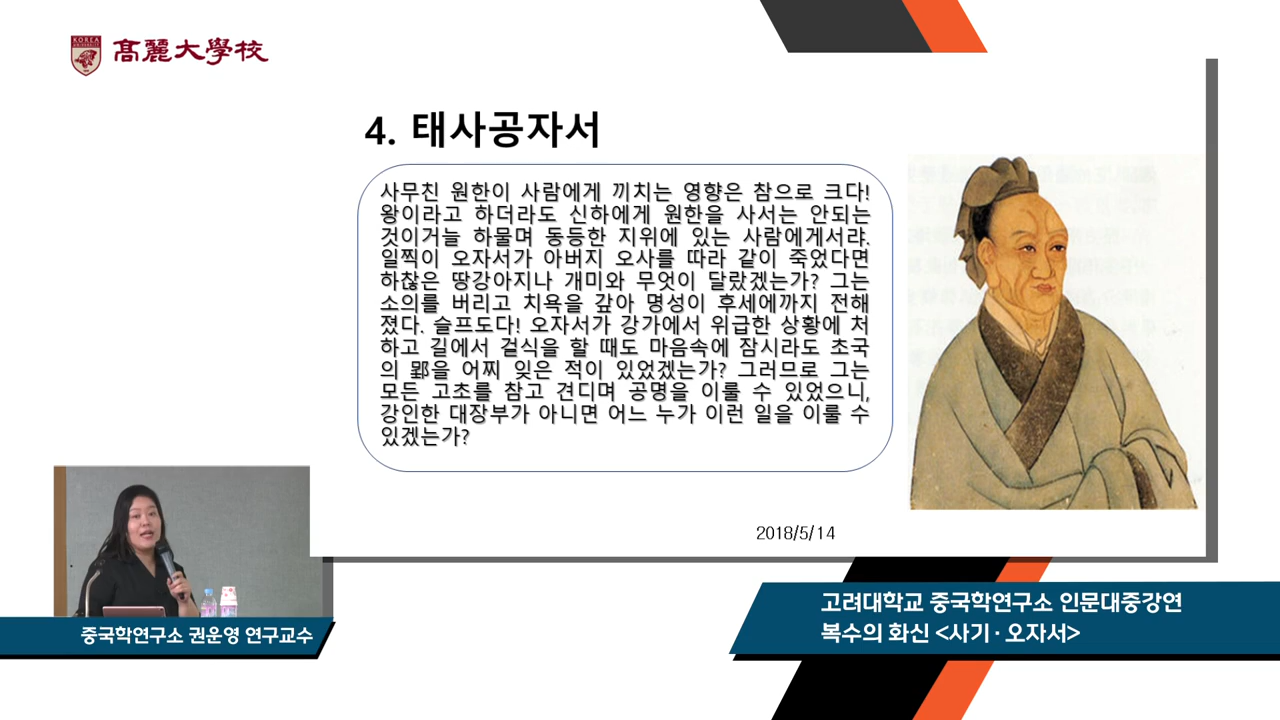 KOREA
高麗大學校
4. 태사공자서
사무친 원한이 사람에게 끼치는 영향은 참으로 크다!
왕이라고 하더라도 신하에게 원한을 사서는 안되는
것이거늘 하물며 동등한 지위에 있는 사람에게서랴.
일찍이 오자서가 아버지 오사를 따라 같이 죽었다면
하찮은 땅강아지나 개미와 무엇이 달랐겠는가? 그는
소의를 버리고 치욕을 갚아 명성이 후세에까지 전해
졌다. 슬프도다! 오자서가 강가에서 위급한 상황에 처
하고 길에서 걸식을 할 때도 마음속에 잠시라도 초국
의 郢을 어찌 잊은 적이 있었겠는가? 그러므로 그는
모든 고초를 참고 견디며 공명을 이룰 수 있었으니,
강인한 대장부가 아니면 어느 누가 이런 일을 이룰 수
있겠는가?
2018/5/14
중국학연구소 권운영 연구교수
고려대학교 중국학연구소 인문대중강연
복수의 화신 <사기·오자서>